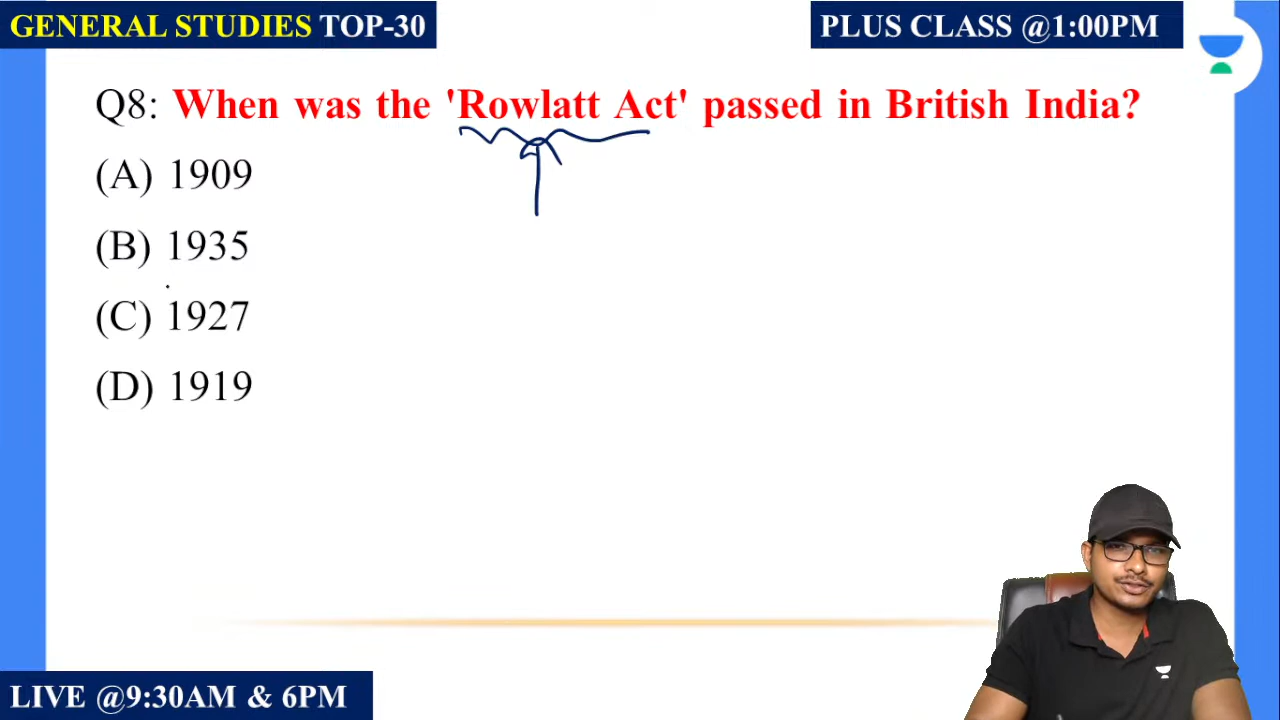 GENERAL STUDIES TOP-30
PLUS CLASS @1:00PM
Q8: When was the 'Rowlatt Act' passed in British India?
(A) 1909
(B) 1935
(C) 1927
(D) 1919
LIVE @9:30AM & 6PM